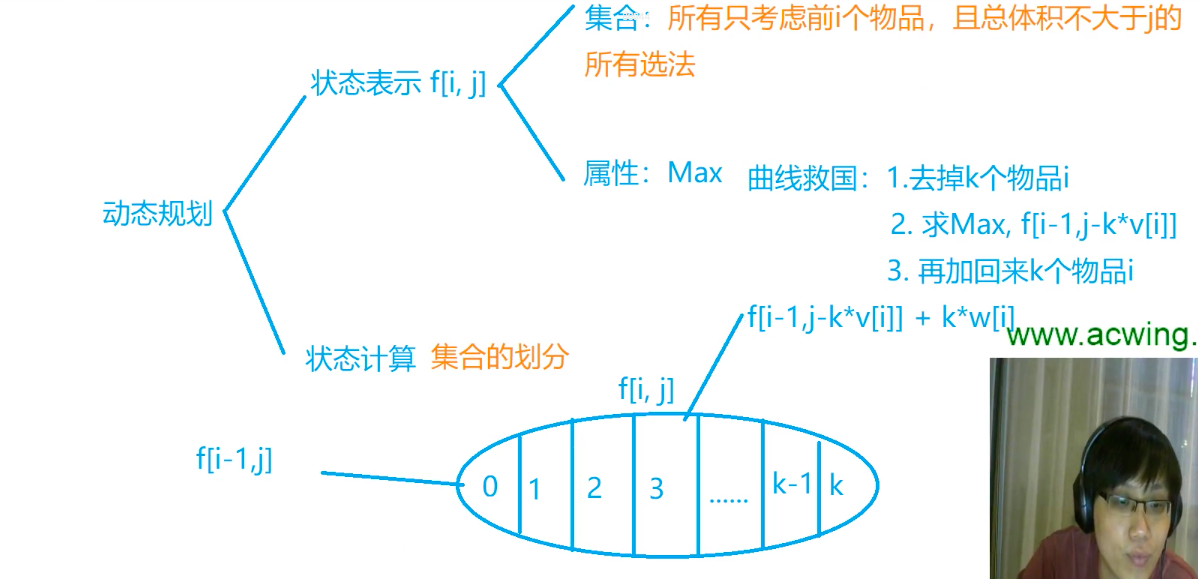 集合：所有只考虑前i个物品，且总体积不大于j的
所有选法
状态表示 f[i, j]
属性：Max
曲线救国：1.去掉k个物品i
2. 求Max, f[i-1,j-k*v[i]]
3. 再加回来k个物品i
动态规划
f[i-1,j-k*v[i]] + k*w[i]
www.acwing.
状态计算 集合的划分
f[i, j]
f[i-1,j]
0 1 2 3 ...... k-1 k